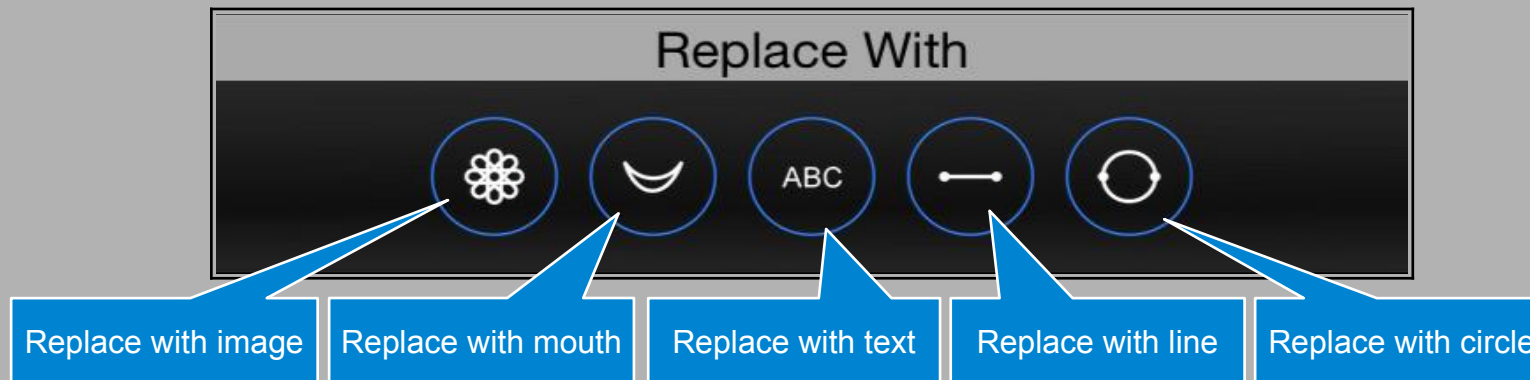 Replace With
ABC
Replace with image
Replace with mouth
Replace with text
Replace with line
Replace with circle